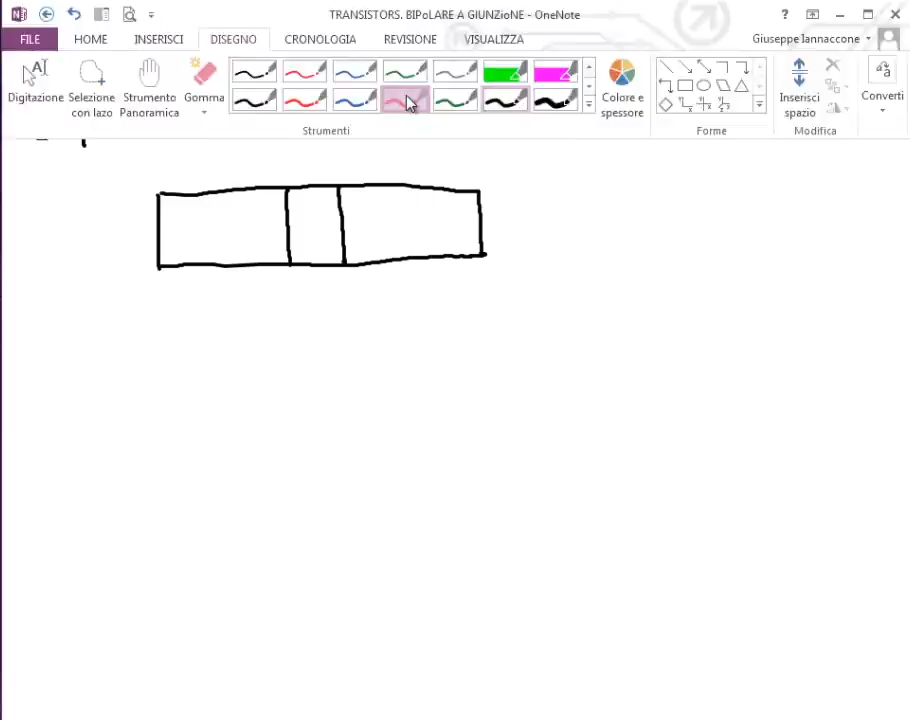 TRANSISTORS. BIPoLARE A GIUNZioNE - OneNote
?
FILE HOME INSERISCI DISEGNO CRONOLOGIA REVISIONE VISUALIZZA Giuseppe Iannaccone
Digitazione
Selezione con lazo
Strumento Panoramica
Gomma
Colore e spessore
Inserisci spazio
Converti
Strumenti Forme Modifica